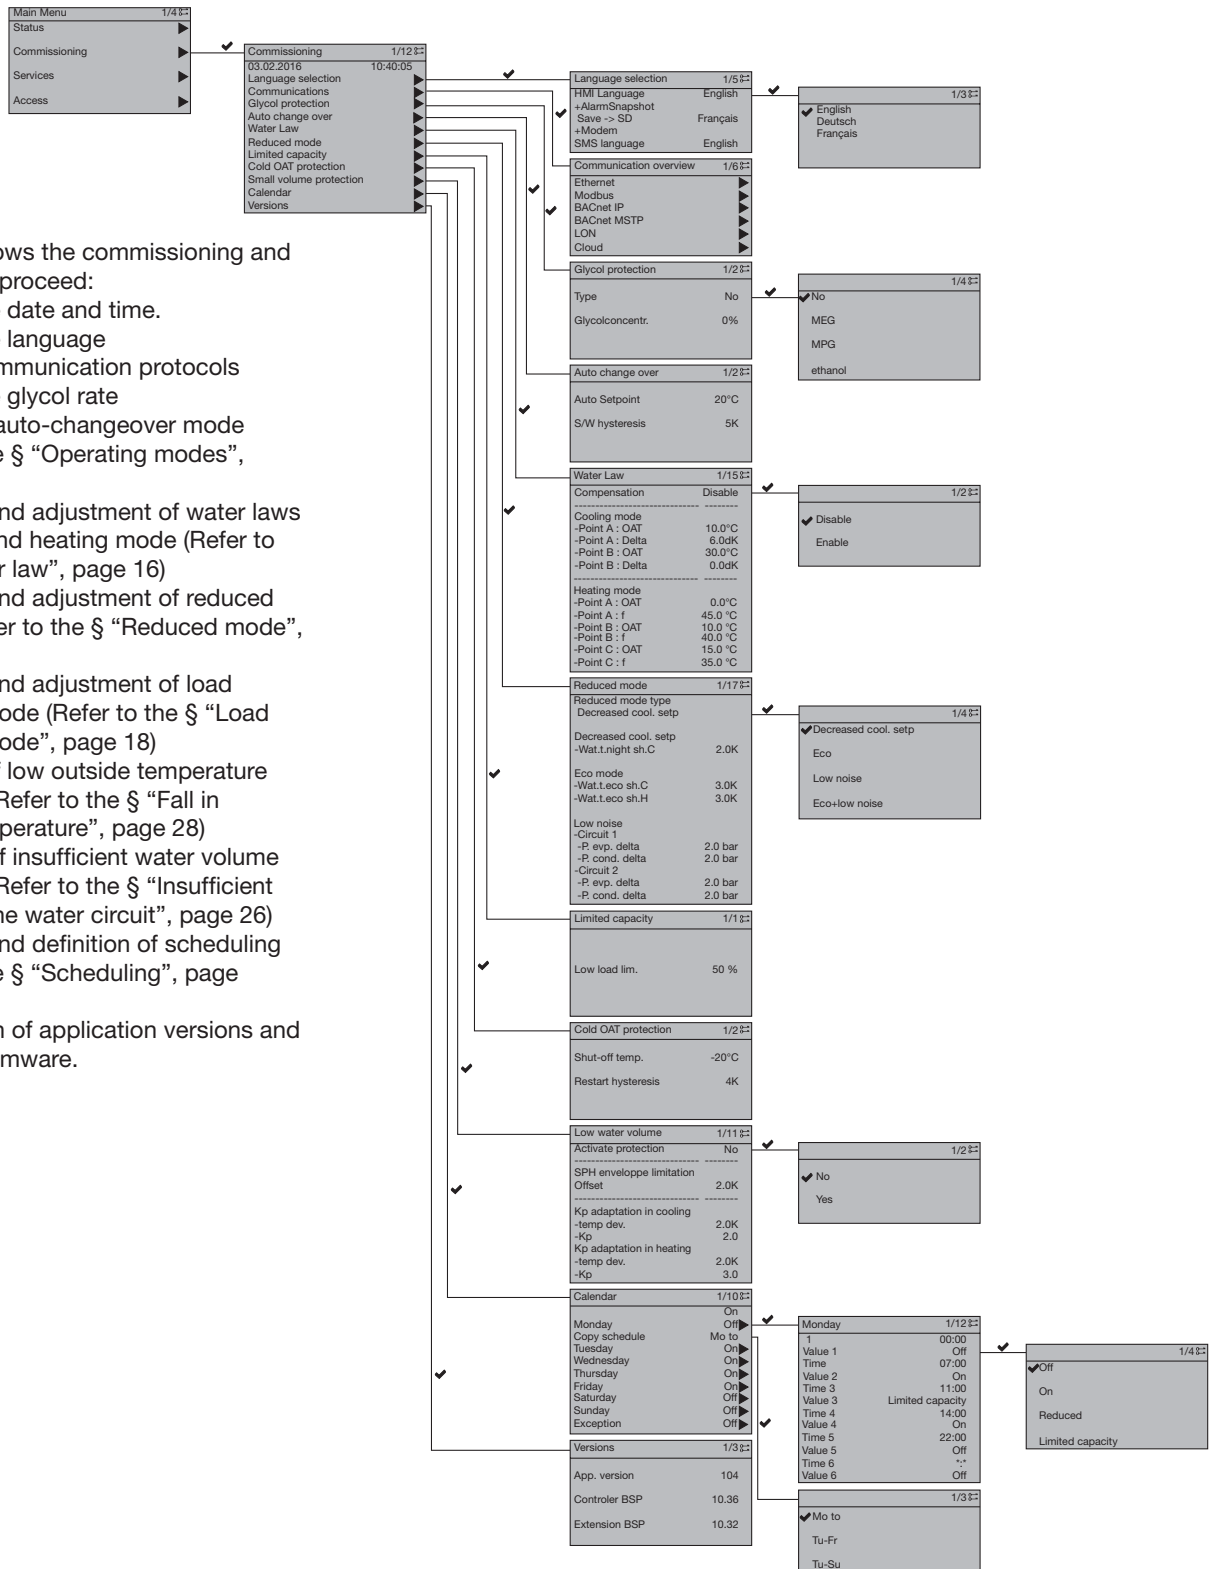 Main Menu 1/4
Status
Commissioning
Services
Access
Commissioning 1/12
03.02.2016 10:40:05
Language selection
Communications
Glycol protection
Auto change over
Water Law
Reduced mode
Limited capacity
Cold OAT protection
Small volume protection
Calendar
Versions
ows the commissioning and
proceed:
date and time.
language
mmunication protocols
glycol rate
auto-changeover mode
e § “Operating modes”,
nd adjustment of water laws
nd heating mode (Refer to
r law”, page 16)
nd adjustment of reduced
er to the § “Reduced mode”,
nd adjustment of load
ode (Refer to the § “Load
ode”, page 18)
f low outside temperature
Refer to the § “Fall in
perature”, page 28)
f insufficient water volume
Refer to the § “Insufficient
ne water circuit”, page 26)
nd definition of scheduling
e § “Scheduling”, page
n of application versions and
mware.
Language selection 1/5
HMI Language English
+AlarmSnapshot
Save -> SD Français
+Modem
SMS language English
1/3
English
Deutsch
Français
Communication overview 1/6
Ethernet
Modbus
BACnet IP
BACnet MSTP
LON
Cloud
Glycol protection 1/2
Type No
Glycolconcentr. 0%
1/4
No
MEG
MPG
ethanol
Auto change over 1/2
Auto Setpoint 20°C
S/W hysteresis 5K
Water Law 1/15
Compensation Disable
------------------------------- --------
Cooling mode
-Point A : OAT 10.0°C
-Point A : Delta 6.0dK
-Point B : OAT 30.0°C
-Point B : Delta 0.0dK
------------------------------- --------
Heating mode
-Point A : OAT 0.0°C
-Point A : f 45.0 °C
-Point B : OAT 10.0 °C
-Point B : f 40.0 °C
-Point C : OAT 15.0 °C
-Point C : f 35.0 °C
1/2
Disable
Enable
Reduced mode 1/17
Reduced mode type
Decreased cool. setp
Decreased cool. setp
-Wat.t.night sh.C 2.0K
Eco mode
-Wat.t.eco sh.C 3.0K
-Wat.t.eco sh.H 3.0K
Low noise
-Circuit 1
-P. evp. delta 2.0 bar
-P. cond. delta 2.0 bar
-Circuit 2
-P. evp. delta 2.0 bar
-P. cond. delta 2.0 bar
1/4
Decreased cool. setp
Eco
Low noise
Eco+low noise
Limited capacity 1/1
Low load lim. 50 %
Cold OAT protection 1/2
Shut-off temp. -20°C
Restart hysteresis 4K
Low water volume 1/11
Activate protection No
------------------------------- --------
SPH enveloppe limitation
Offset 2.0K
------------------------------- --------
Kp adaptation in cooling
-temp dev. 2.0K
-Kp 2.0
Kp adaptation in heating
-temp dev. 2.0K
-Kp 3.0
1/2
No
Yes
Calendar 1/10
On
Monday Off
Copy schedule Mo to
Tuesday On
Wednesday On
Thursday On
Friday On
Saturday Off
Sunday Off
Exception Off
Monday 1/12
1 00:00
Value 1 Off
Time 07:00
Value 2 On
Time 3 11:00
Value 3 Limited capacity
Time 4 14:00
Value 4 On
Time 5 22:00
Value 5 Off
Time 6 *:*
Value 6 Off
1/4
Off
On
Reduced
Limited capacity
Versions 1/3
App. version 104
Controler BSP 10.36
Extension BSP 10.32
1/3
Mo to
Tu-Fr
Tu-Su